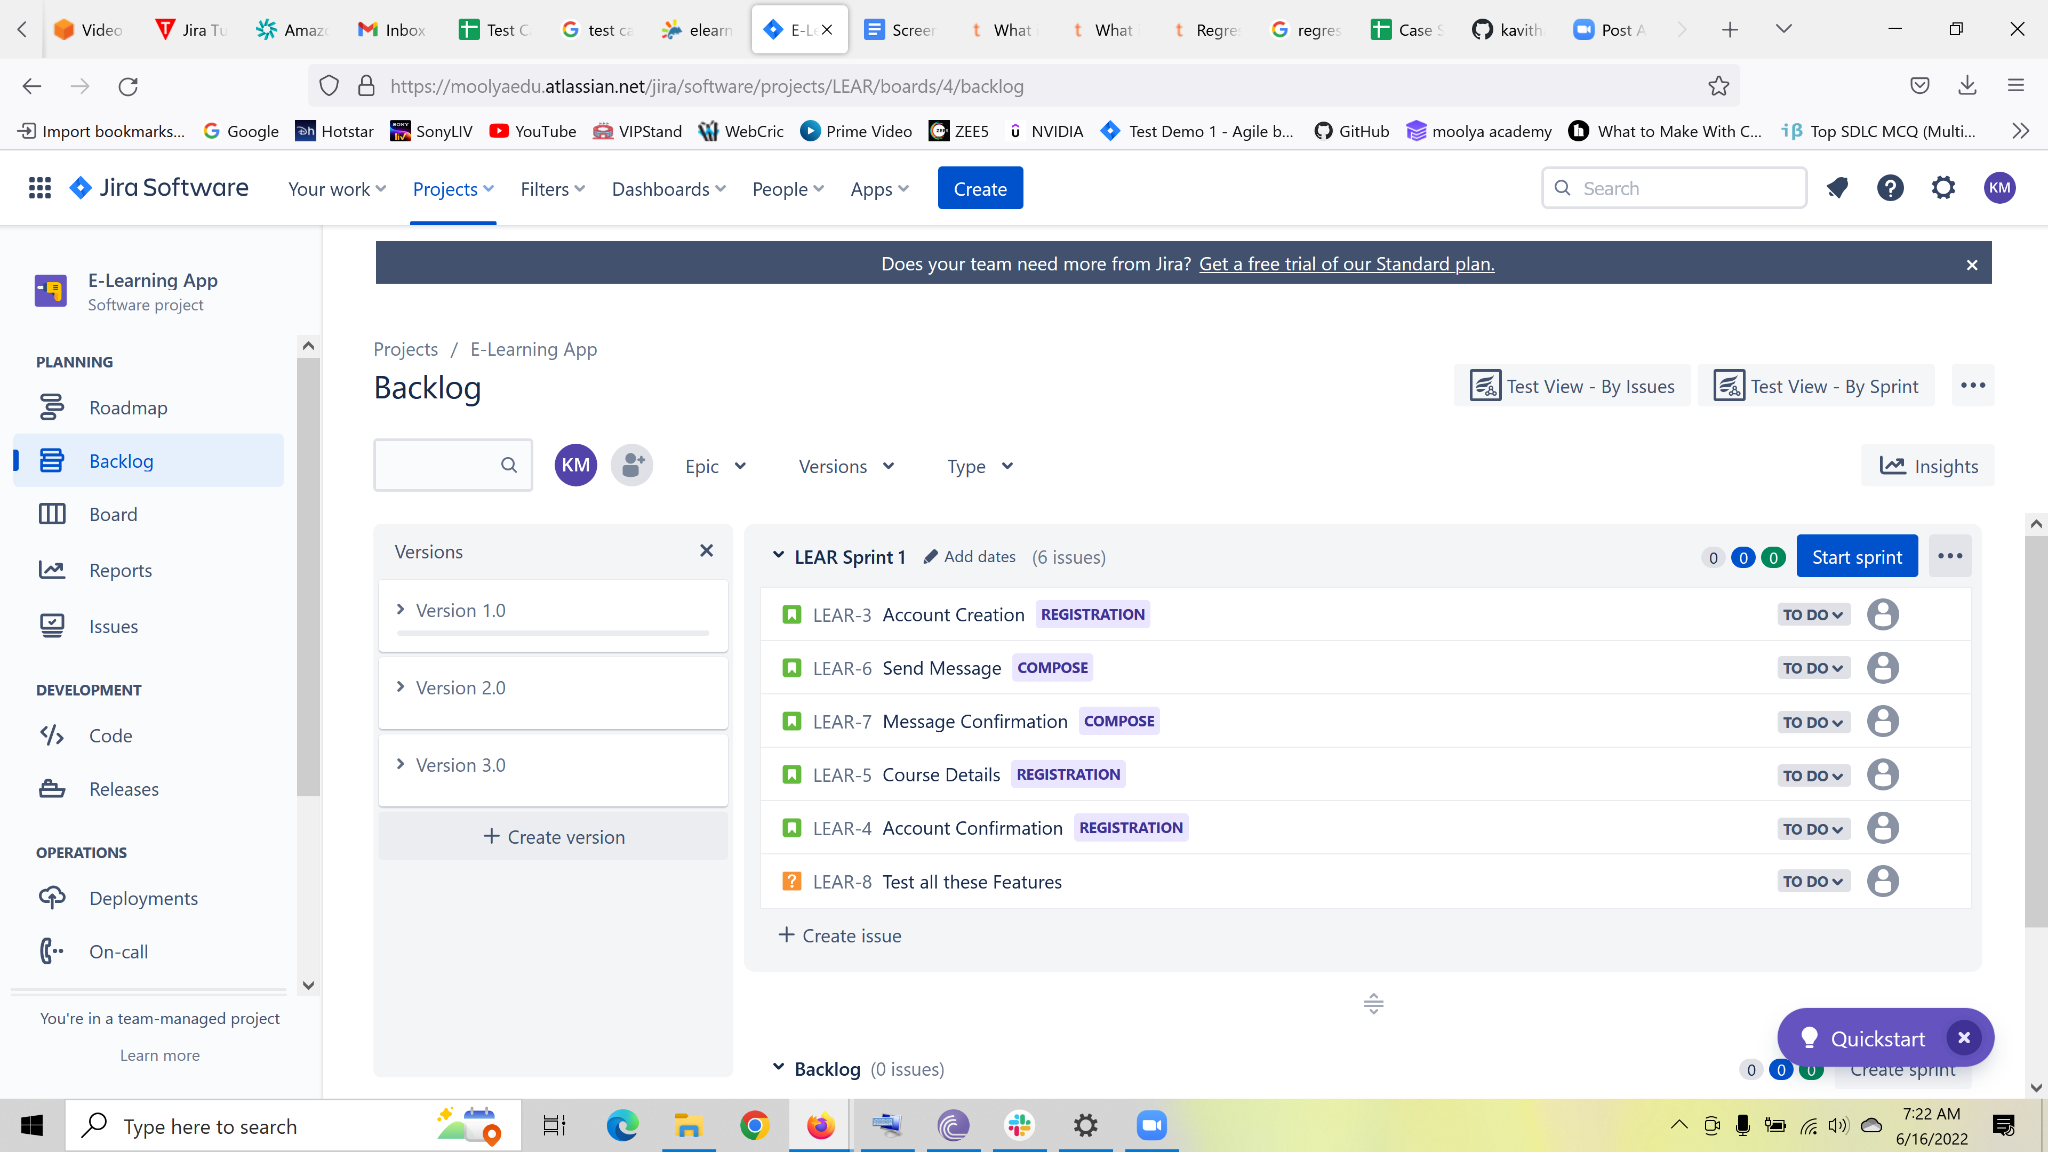 Video
Jira Tu
Amaz
Inbox
Test C
test ca
elearn
E-Le
Screen
What
What
Regre
regres
Case S
kavith
Post A
https://moolyaedu.atlassian.net/jira/software/projects/LEAR/boards/4/backlog
Import bookmarks... Google Hotstar SonyLIV YouTube VIPStand WebCric Prime Video ZEE5 NVIDIA Test Demo 1 - Agile b... GitHub moolya academy What to Make With C... Top SDLC MCQ (Multi...
Jira Software Your work Projects Filters Dashboards People Apps Create Search KM
Does your team need more from Jira? Get a free trial of our Standard plan.
E-Learning App
Software project
PLANNING
Roadmap
Backlog
Board
Reports
Issues
DEVELOPMENT
Code
Releases
OPERATIONS
Deployments
On-call
You're in a team-managed project
Learn more
Projects / E-Learning App
Backlog
Test View - By Issues Test View - By Sprint
KM Epic Versions Type Insights
Versions
Version 1.0
Version 2.0
Version 3.0
+ Create version
LEAR Sprint 1 Add dates (6 issues) 0 0 0 Start sprint
LEAR-3 Account Creation REGISTRATION TO DO
LEAR-6 Send Message COMPOSE TO DO
LEAR-7 Message Confirmation COMPOSE TO DO
LEAR-5 Course Details REGISTRATION TO DO
LEAR-4 Account Confirmation REGISTRATION TO DO
LEAR-8 Test all these Features TO DO
+ Create issue
Quickstart
Backlog (0 issues) 0 0 0 Create sprint
Type here to search
7:22 AM
6/16/2022